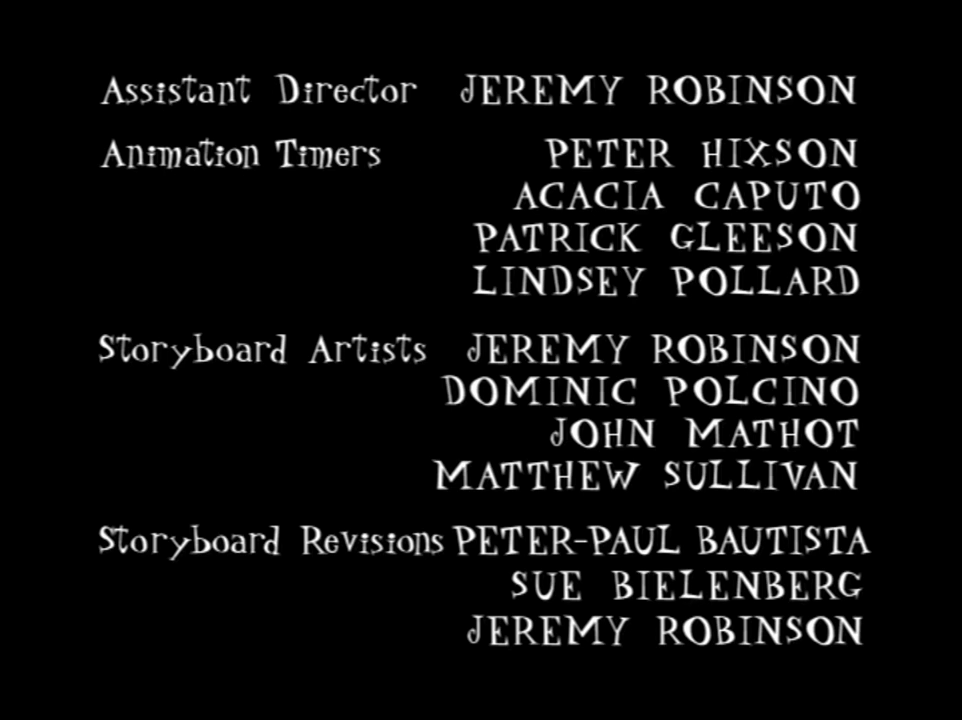 Assistant Director JEREMY ROBINSON
Animation Timers PETER HIXSON
ACACIA CAPUTO
PATRICK GLEESON
LINDSEY POLLARD
Storyboard Artists JEREMY ROBINSON
DOMINIC POLCINO
JOHN MATHOT
MATTHEW SULLIVAN
Storyboard Revisions PETER-PAUL BAUTISTA
SUE BIELENBERG
JEREMY ROBINSON